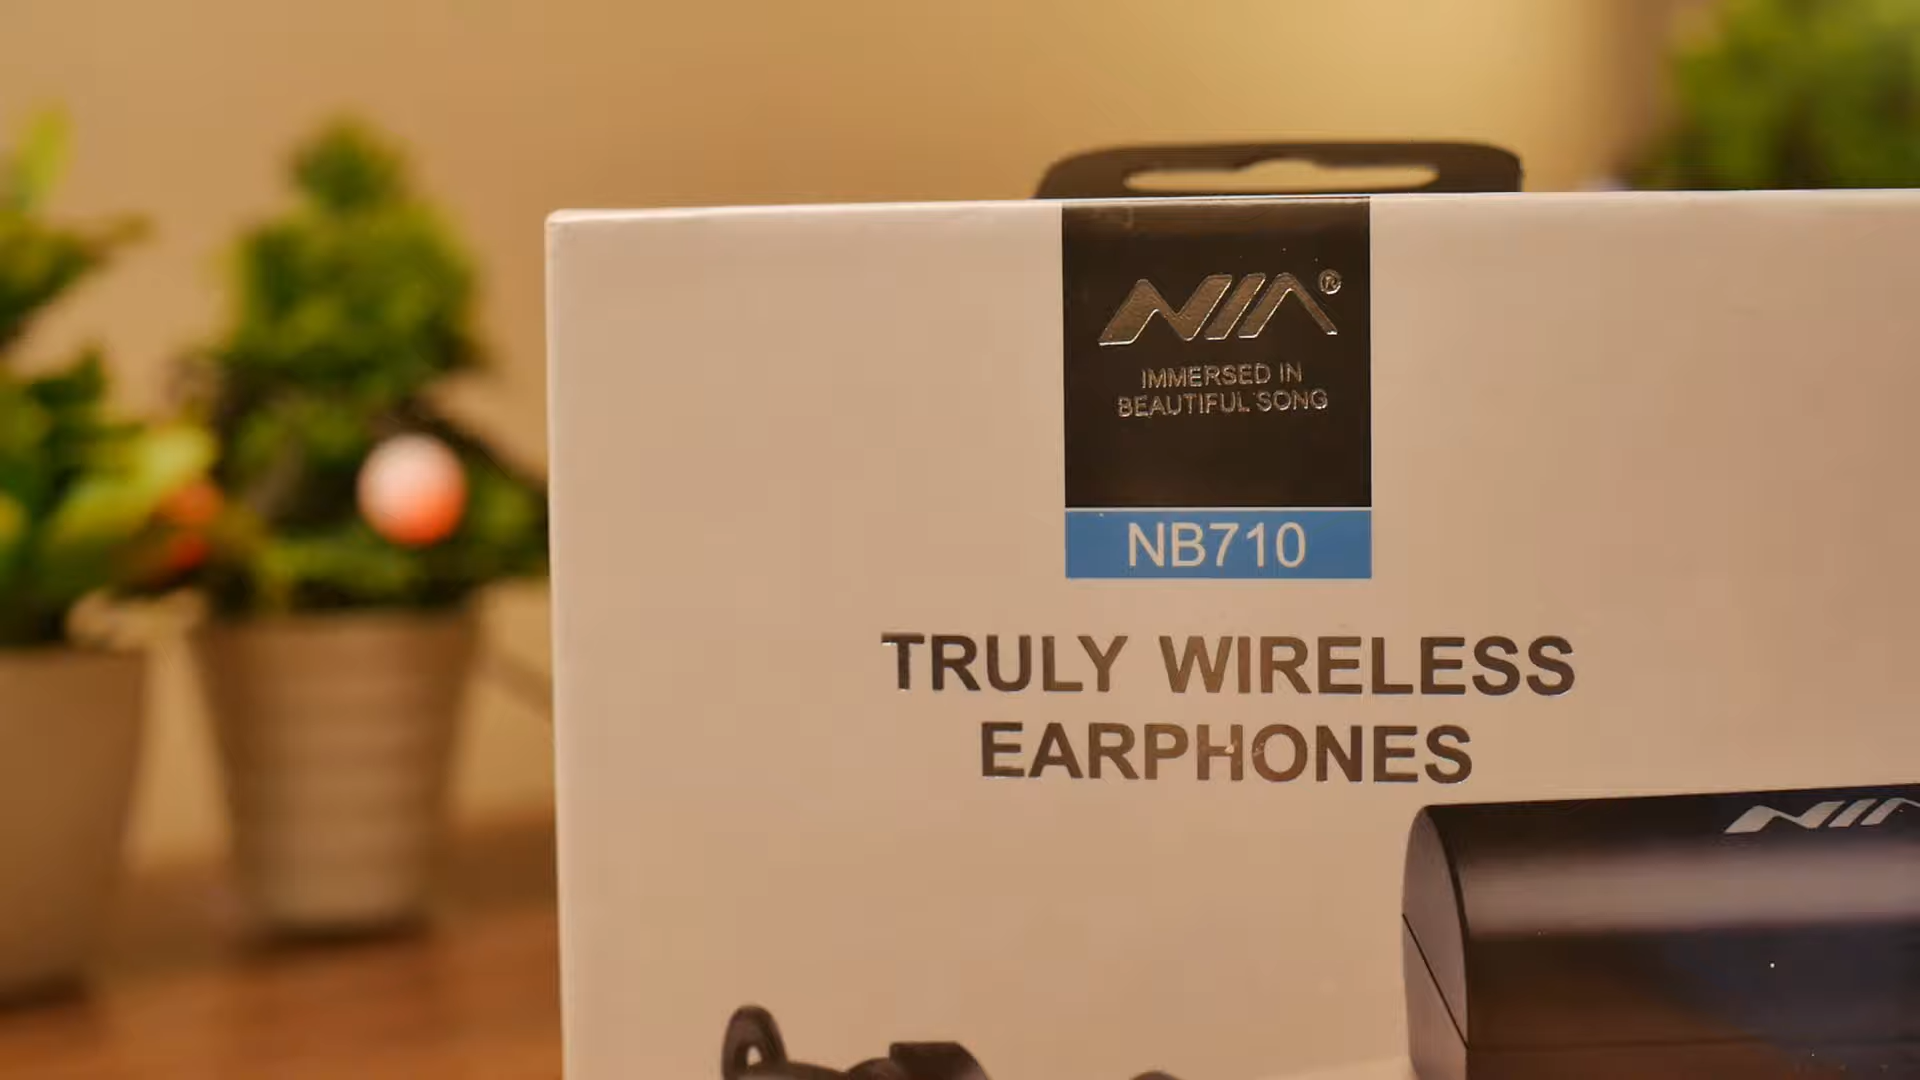 NIA®
IMMERSED IN
BEAUTIFUL SONG
NB710
TRULY WIRELESS
EARPHONES
NIA